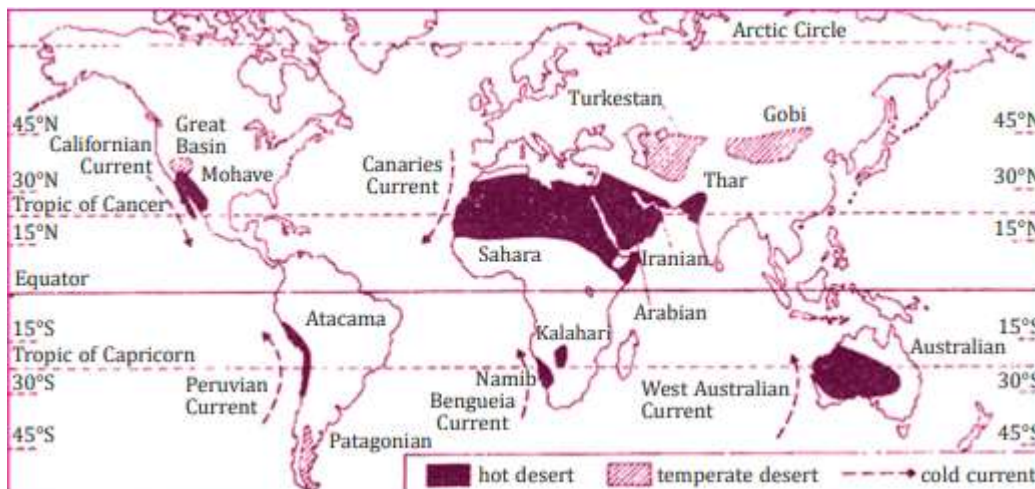 Arctic Circle
Turkestan
Gobi
45°N
45°N
Californian
Current
Great
Basin
Mohave
Canaries
Current
Thar
30°N
30°N
Tropic of Cancer
15°N
15°N
Sahara
Iranian
Equator
Arabian
Atacama
Kalahari
15°S
15°S
Tropic of Capricorn
Australian
30°S
30°S
Peruvian
Current
Namib
Bengueia
Current
West Australian
Current
45°S
45°S
Patagonian
hot desert
temperate desert
cold current